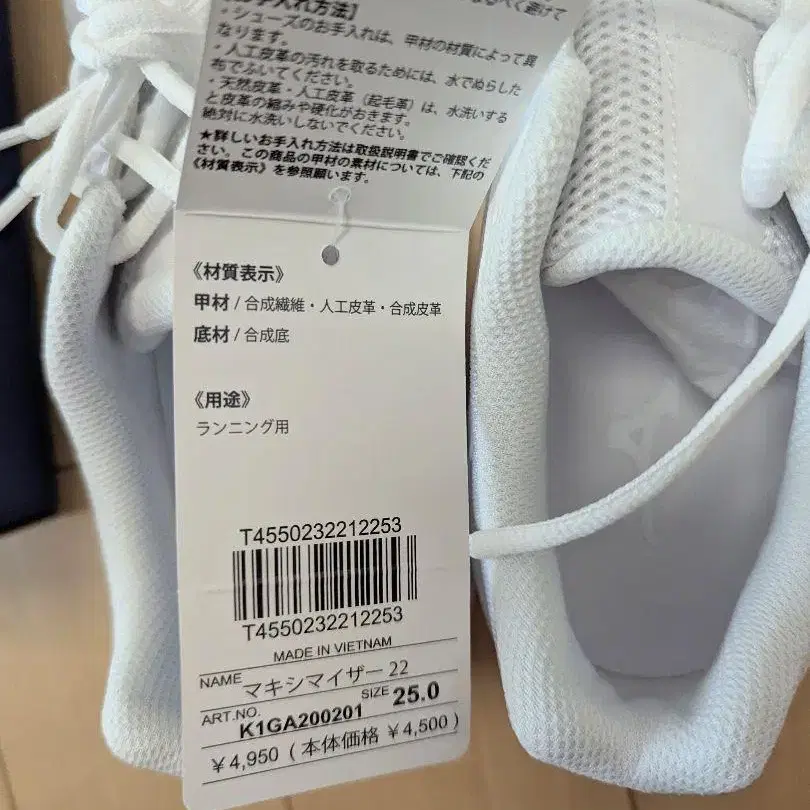 お手入れ方法】
・シューズのお手入れは、甲材の材質によって異
なります。
・人工皮革の汚れを取るためには、水でぬらした
布でふいてください。
・天然皮革・人工皮革(起毛革)は、水洗いする
と皮革の縮みや硬化がおきます。
絶対に水洗いしないでください。
★詳しいお手入れ方法は取扱説明書でご確認くだ
さい。この商品の甲材の素材については、下記の
《材質表示》を参照願います。
《材質表示》
甲材 / 合成繊維・人工皮革・合成皮革
底材 / 合成底
《用途》
ランニング用
T4550232212253
T4550232212253
MADE IN VIETNAM
NAME マキシマイザー 22
SIZE 25.0
ART.NO. K1GA200201
¥4,950 (本体価格 ¥4,500)